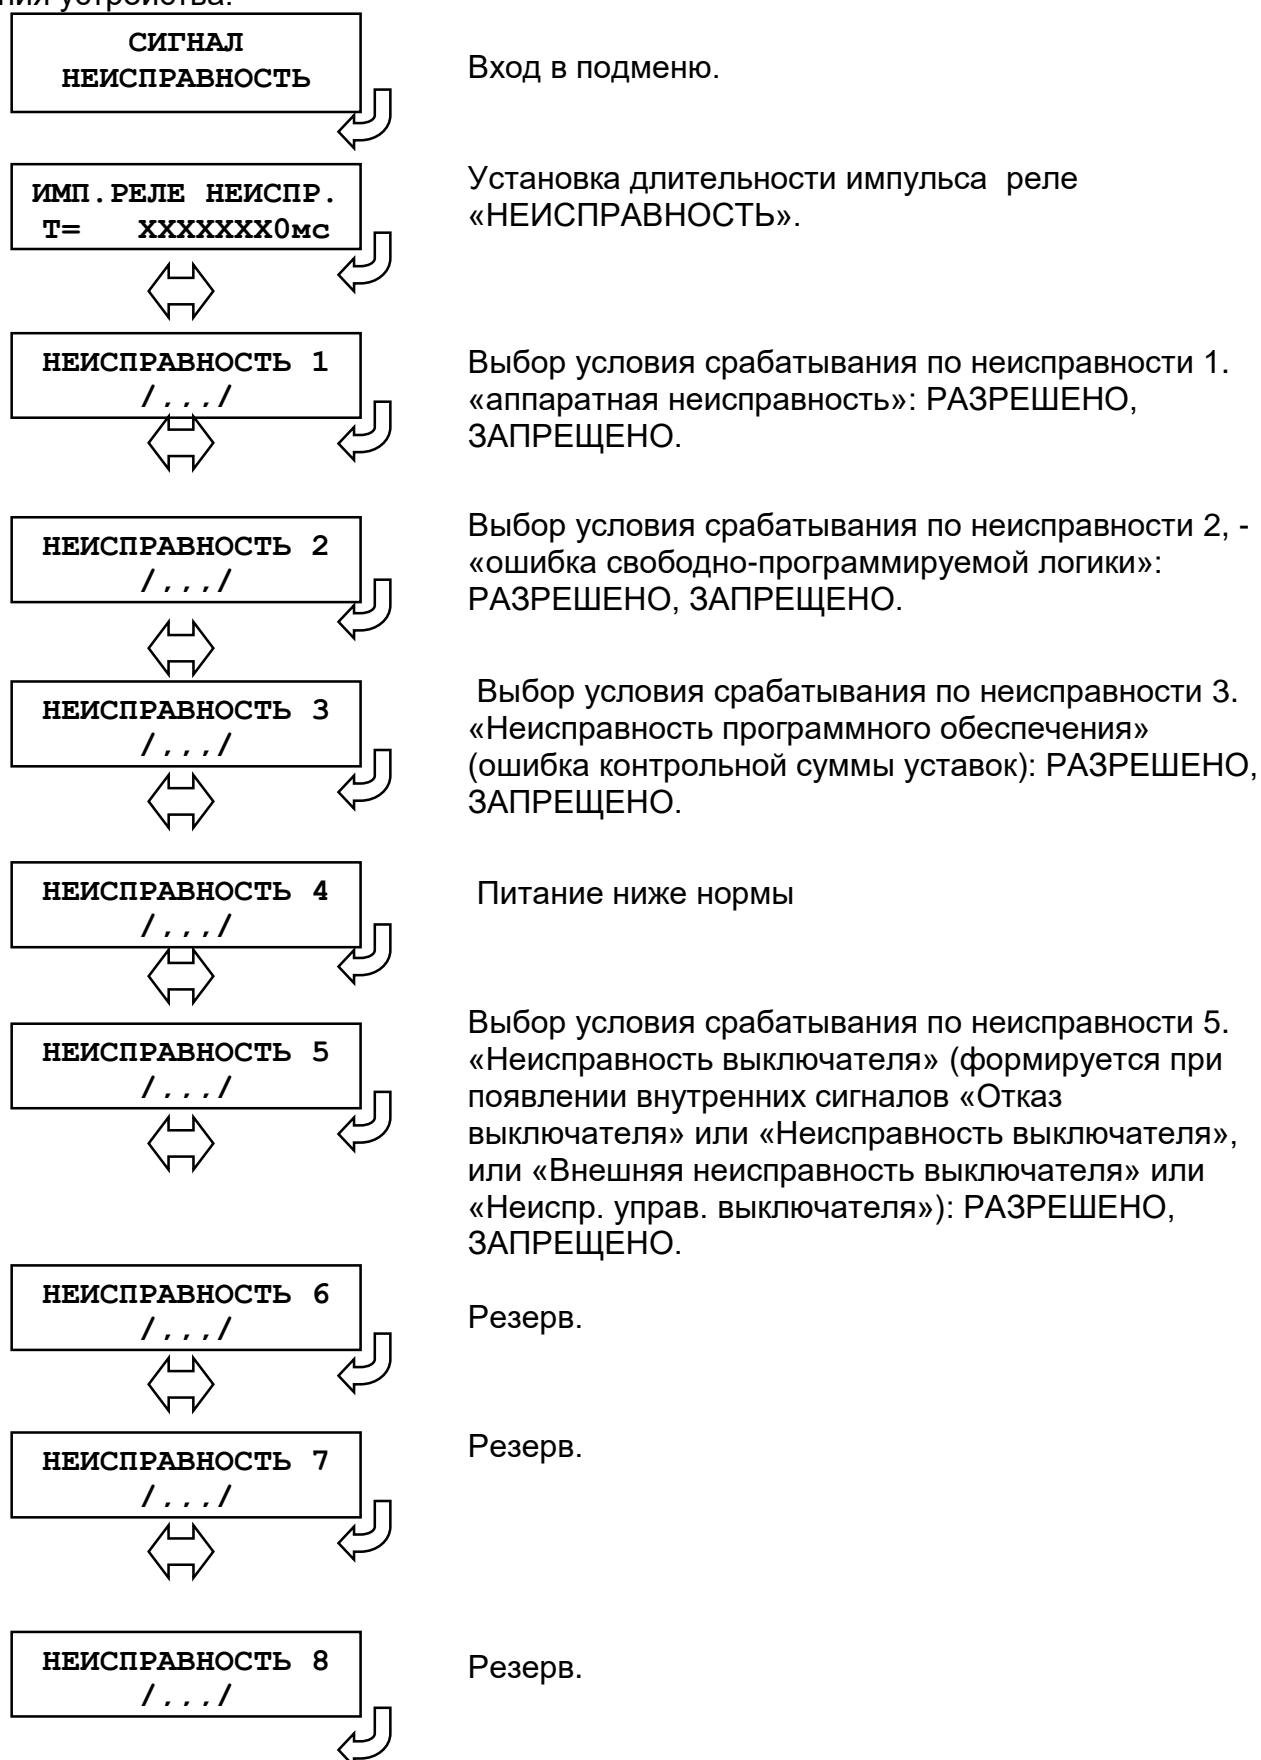 устройства.
СИГНАЛ
НЕИСПРАВНОСТЬ
Вход в подменю.
ИМП.РЕЛЕ НЕИСПР.
Т= ХХХХХХХ0мс
Установка длительности импульса реле
«НЕИСПРАВНОСТЬ».
НЕИСПРАВНОСТЬ 1
/.../
Выбор условия срабатывания по неисправности 1.
«аппаратная неисправность»: РАЗРЕШЕНО,
ЗАПРЕЩЕНО.
НЕИСПРАВНОСТЬ 2
/.../
Выбор условия срабатывания по неисправности 2, -
«ошибка свободно-программируемой логики»:
РАЗРЕШЕНО, ЗАПРЕЩЕНО.
НЕИСПРАВНОСТЬ 3
/.../
Выбор условия срабатывания по неисправности 3.
«Неисправность программного обеспечения»
(ошибка контрольной суммы уставок): РАЗРЕШЕНО,
ЗАПРЕЩЕНО.
НЕИСПРАВНОСТЬ 4
/.../
Питание ниже нормы
НЕИСПРАВНОСТЬ 5
/.../
Выбор условия срабатывания по неисправности 5.
«Неисправность выключателя» (формируется при
появлении внутренних сигналов «Отказ
выключателя» или «Неисправность выключателя»,
или «Внешняя неисправность выключателя» или
«Неиспр. управ. выключателя»): РАЗРЕШЕНО,
ЗАПРЕЩЕНО.
НЕИСПРАВНОСТЬ 6
/.../
Резерв.
НЕИСПРАВНОСТЬ 7
/.../
Резерв.
НЕИСПРАВНОСТЬ 8
/.../
Резерв.